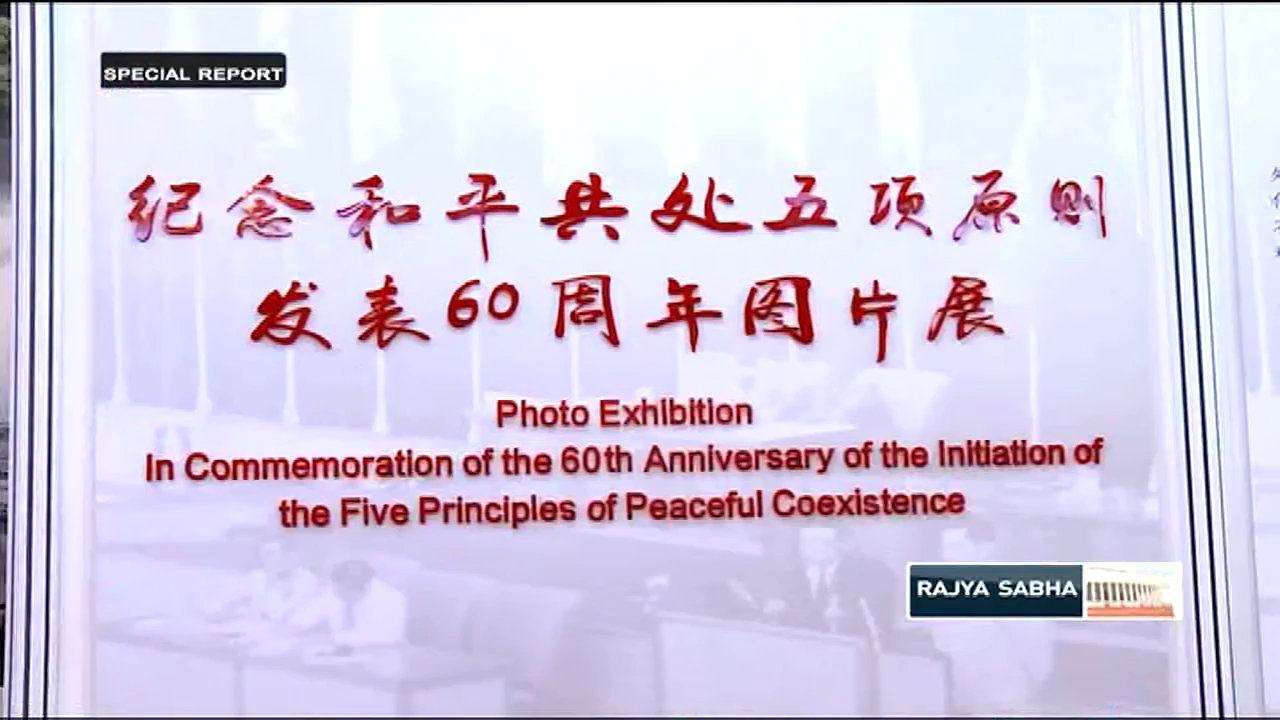 SPECIAL REPORT
纪念和平共处五项原则
发表60周年图片展
Photo Exhibition
In Commemoration of the 60th Anniversary of the Initiation of
the Five Principles of Peaceful Coexistence
RAJYA SABHA